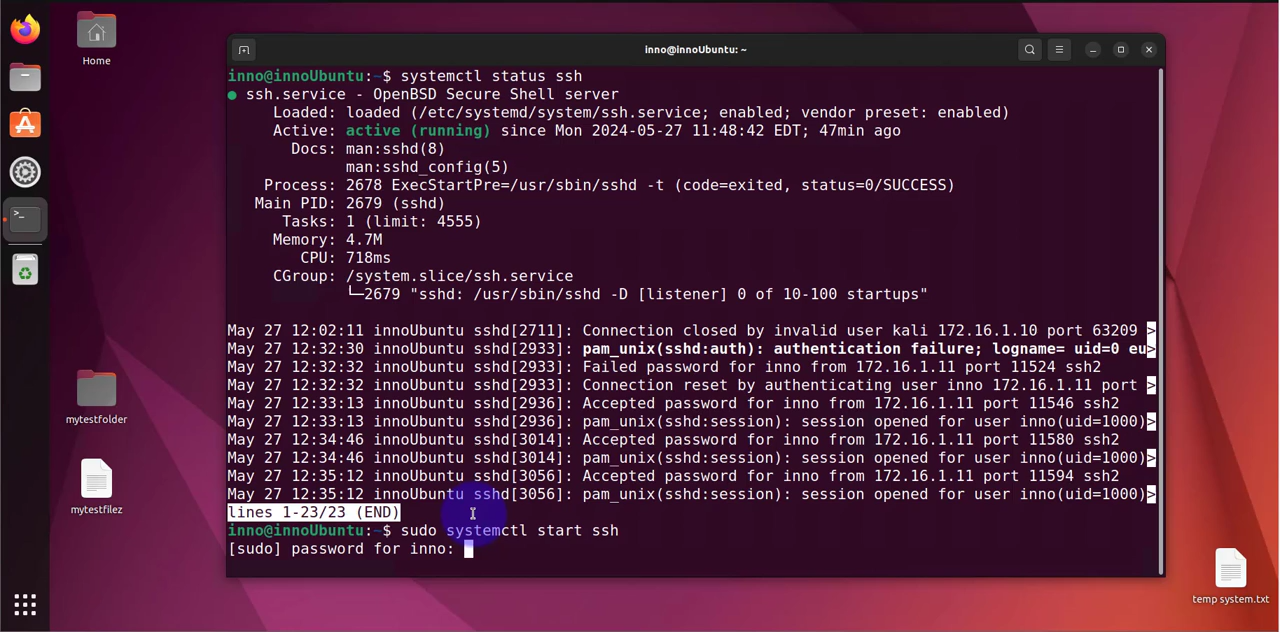 inno@innoUbuntu: ~
Home
inno@innoUbuntu:~$ systemctl status ssh
● ssh.service - OpenBSD Secure Shell server
Loaded: loaded (/etc/systemd/system/ssh.service; enabled; vendor preset: enabled)
Active: active (running) since Mon 2024-05-27 11:48:42 EDT; 47min ago
Docs: man:sshd(8)
man:sshd_config(5)
Process: 2678 ExecStartPre=/usr/sbin/sshd -t (code=exited, status=0/SUCCESS)
Main PID: 2679 (sshd)
Tasks: 1 (limit: 4555)
Memory: 4.7M
CPU: 718ms
CGroup: /system.slice/ssh.service
└─2679 "sshd: /usr/sbin/sshd -D [listener] 0 of 10-100 startups"
May 27 12:02:11 innoUbuntu sshd[2711]: Connection closed by invalid user kali 172.16.1.10 port 63209 >
May 27 12:32:30 innoUbuntu sshd[2933]: pam_unix(sshd:auth): authentication failure; logname= uid=0 eu>
May 27 12:32:32 innoUbuntu sshd[2933]: Failed password for inno from 172.16.1.11 port 11524 ssh2
May 27 12:32:32 innoUbuntu sshd[2933]: Connection reset by authenticating user inno 172.16.1.11 port >
May 27 12:33:13 innoUbuntu sshd[2936]: Accepted password for inno from 172.16.1.11 port 11546 ssh2
May 27 12:33:13 innoUbuntu sshd[2936]: pam_unix(sshd:session): session opened for user inno(uid=1000)>
May 27 12:34:46 innoUbuntu sshd[3014]: Accepted password for inno from 172.16.1.11 port 11580 ssh2
May 27 12:34:46 innoUbuntu sshd[3014]: pam_unix(sshd:session): session opened for user inno(uid=1000)>
May 27 12:35:12 innoUbuntu sshd[3056]: Accepted password for inno from 172.16.1.11 port 11594 ssh2
May 27 12:35:12 innoUbuntu sshd[3056]: pam_unix(sshd:session): session opened for user inno(uid=1000)>
lines 1-23/23 (END)
inno@innoUbuntu:~$ sudo systemctl start ssh
[sudo] password for inno:
mytestfolder
mytestfilez
temp system.txt